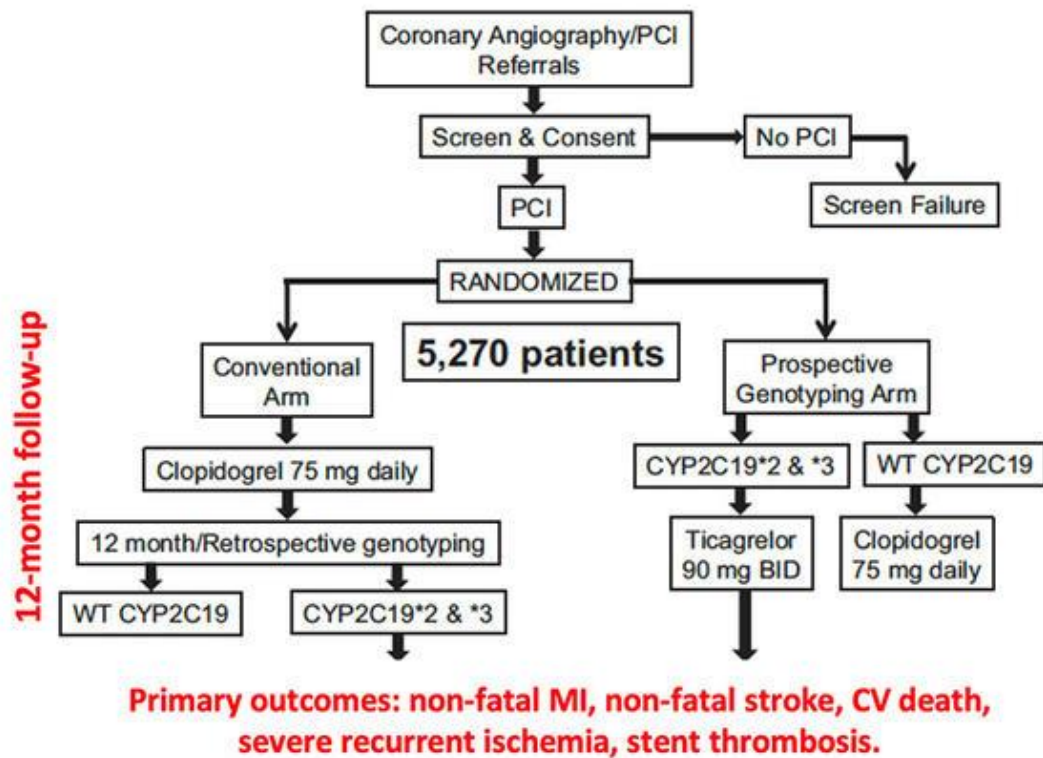 Coronary Angiography/PCI
Referrals
Screen & Consent
No PCI
PCI
Screen Failure
RANDOMIZED
5,270 patients
12-month follow-up
Conventional
Arm
Prospective
Genotyping Arm
Clopidogrel 75 mg daily
CYP2C19*2 & *3
WT CYP2C19
12 month/Retrospective genotyping
Ticagrelor
90 mg BID
Clopidogrel
75 mg daily
WT CYP2C19
CYP2C19*2 & *3
Primary outcomes: non-fatal MI, non-fatal stroke, CV death,
severe recurrent ischemia, stent thrombosis.